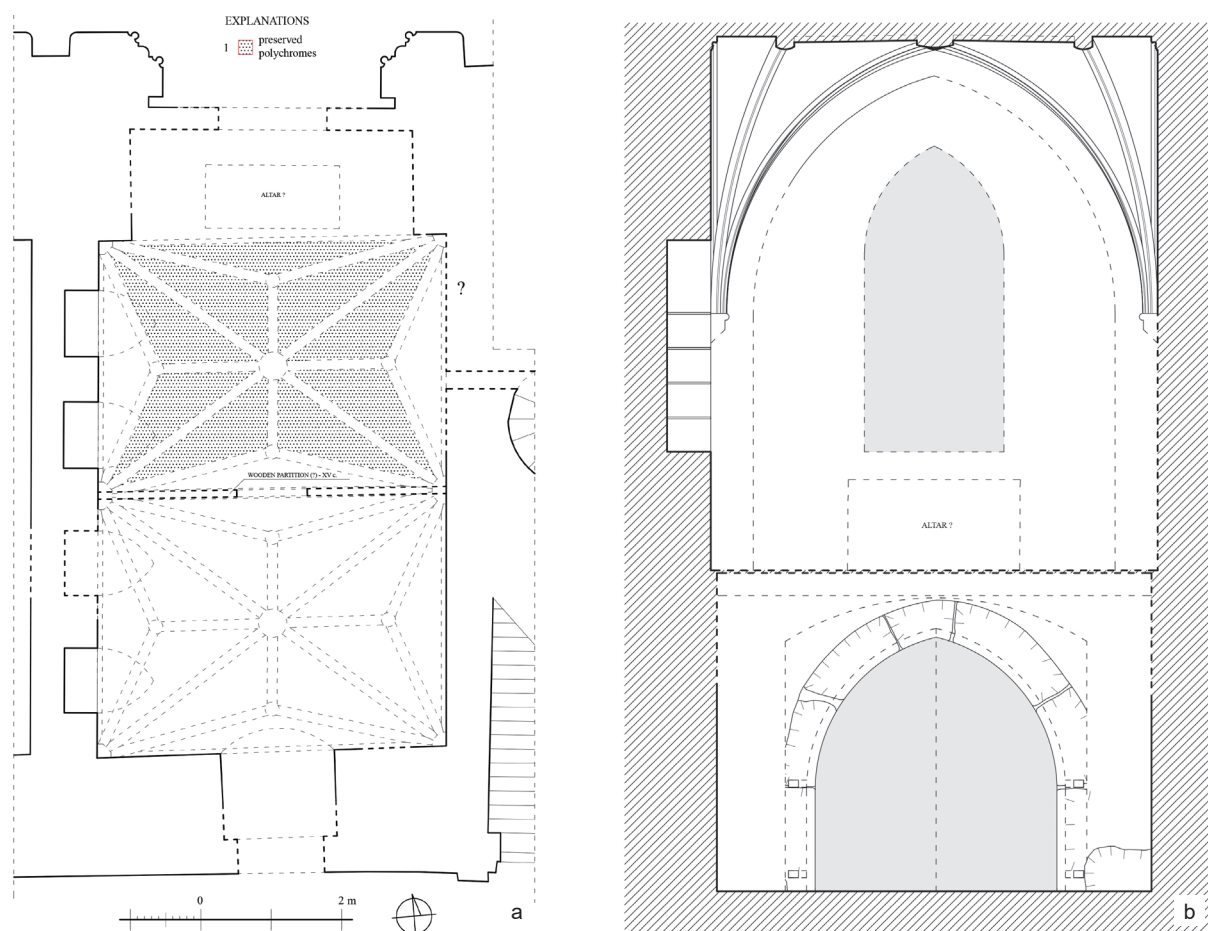 EXPLANATIONS
1 preserved
polychromes
ALTAR ?
?
WOODEN PARTITION (?) - XV c.
0 2 m
a
ALTAR ?
b